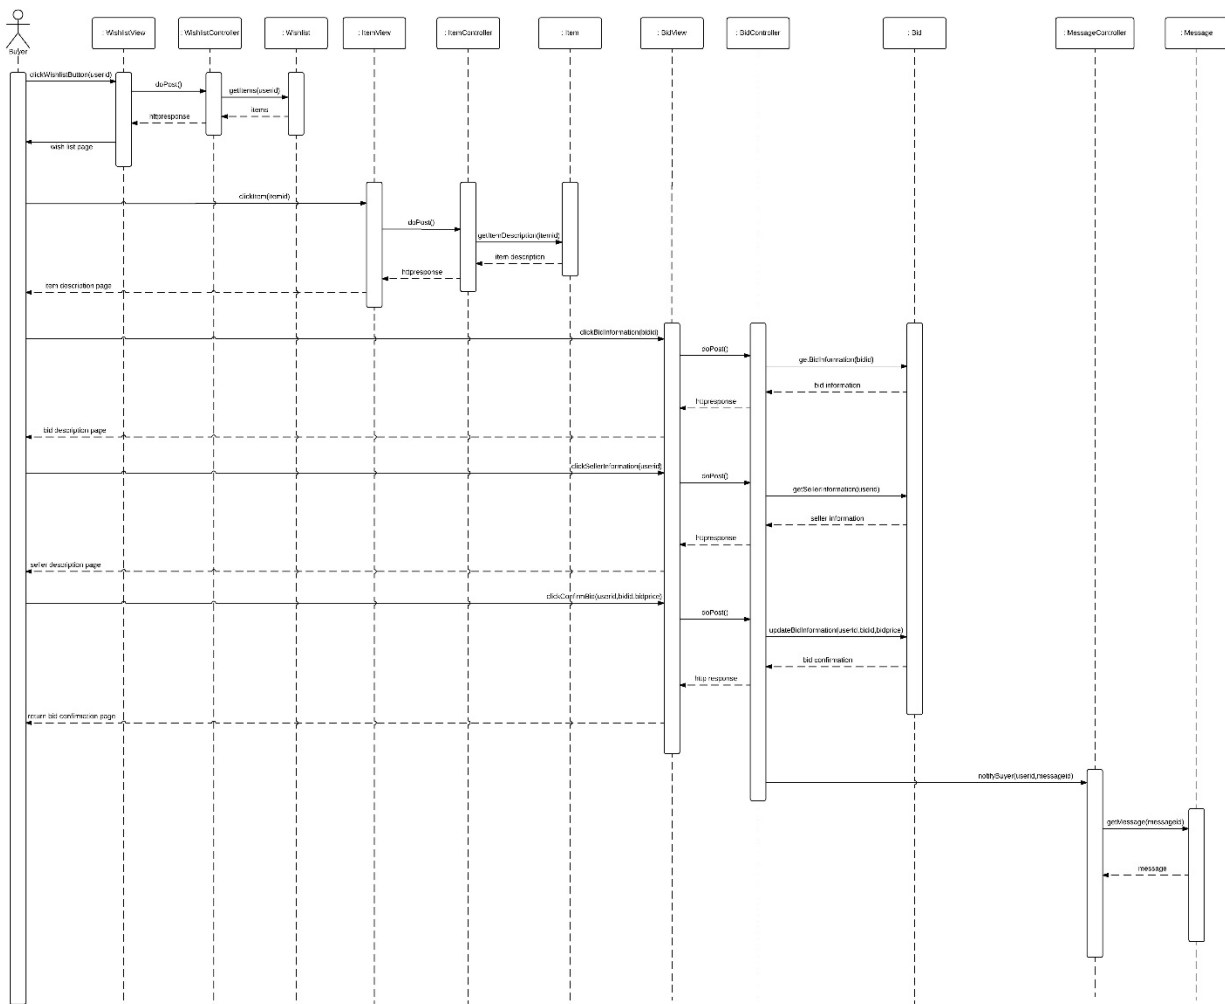 Buyer
: WishlistView
: WishlistController
: Wishlist
: ItemView
: ItemController
: Item
: BidView
: BidController
: Bid
: MessageController
: Message
clickWishlistButton(userid)
doPost()
getItems(userid)
items
httpresponse
wish list page
clickItem(itemid)
doPost()
getItemDescription(itemid)
item description
httpresponse
item description page
clickBidInformation(bidid)
doPost()
getBidInformation(bidid)
bid information
httpresponse
bid description page
clickSellerInformation(userid)
doPost()
getSellerInformation(userid)
seller information
httpresponse
seller description page
clickConfirmBid(userid,bidid,bidprice)
doPost()
updateBidInformation(userid,bidid,bidprice)
bid confirmation
http response
return bid confirmation page
notifyBuyer(userid,messageid)
getMessage(messageid)
message